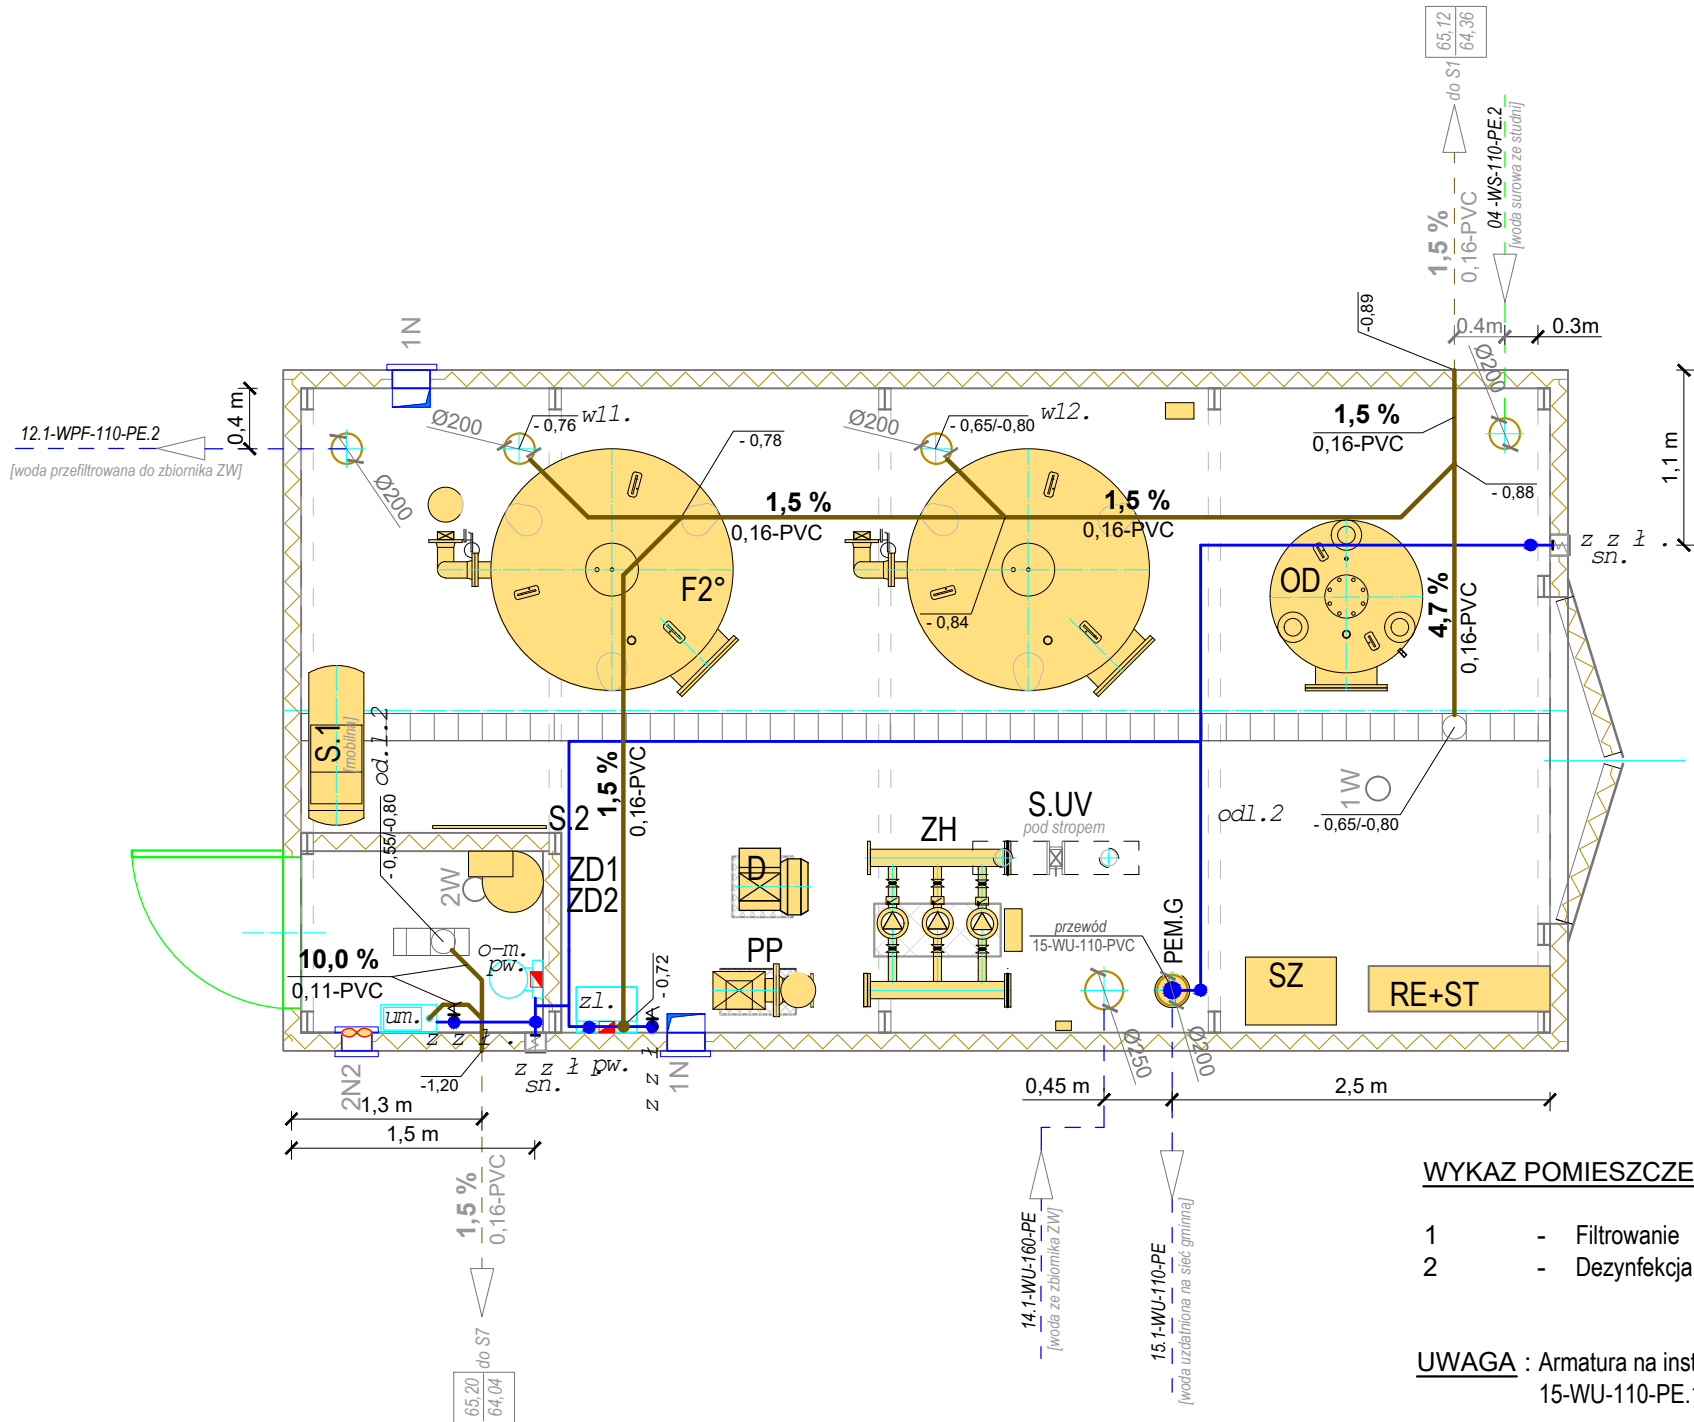 65,12
64,36
do S1
04 -WS-110-PE.2
[woda surowa ze studni]
1,5 %
0,16-PVC
-0,89
0.4m
0.3m
Ø200
1N
0,4 m
12.1-WPF-110-PE.2
[woda przefiltrowana do zbiornika ZW]
Ø200
Ø200
- 0,76
wl1.
- 0,78
Ø200
- 0,65/-0,80
wl2.
1,5 %
0,16-PVC
- 0,88
1,1 m
1,5 %
0,16-PVC
1,5 %
0,16-PVC
z z ł .
sn.
F2°
- 0,84
OD
4,7 %
0,16-PVC
S.1
[mobilna]
od.l.2
- 0,55/-0,80
1,5 %
0,16-PVC
S.2
ZD1
ZD2
D
ZH
S.UV
pod stropem
odl.2
1W
- 0,65/-0,80
2W
10,0 %
0,11-PVC
o-m.
pw.
PP
- 0,72
przewód
15-WU-110-PVC
PEM.G
SZ
RE+ST
um.
zl.
z z ł .
z z ł pw.
sn.
z z ł
1N
2N2
-1,20
Ø250
Ø200
0,45 m
2,5 m
1,3 m
1,5 m
1,5 %
0,16-PVC
do S7
65,20
64,04
14.1-WU-160-PE
[woda ze zbiornika ZW]
15.1-WU-110-PE
[woda uzdatniona na sieć gminną]
WYKAZ POMIESZCZE
1 - Filtrowanie
2 - Dezynfekcja
UWAGA : Armatura na inst
15-WU-110-PE.